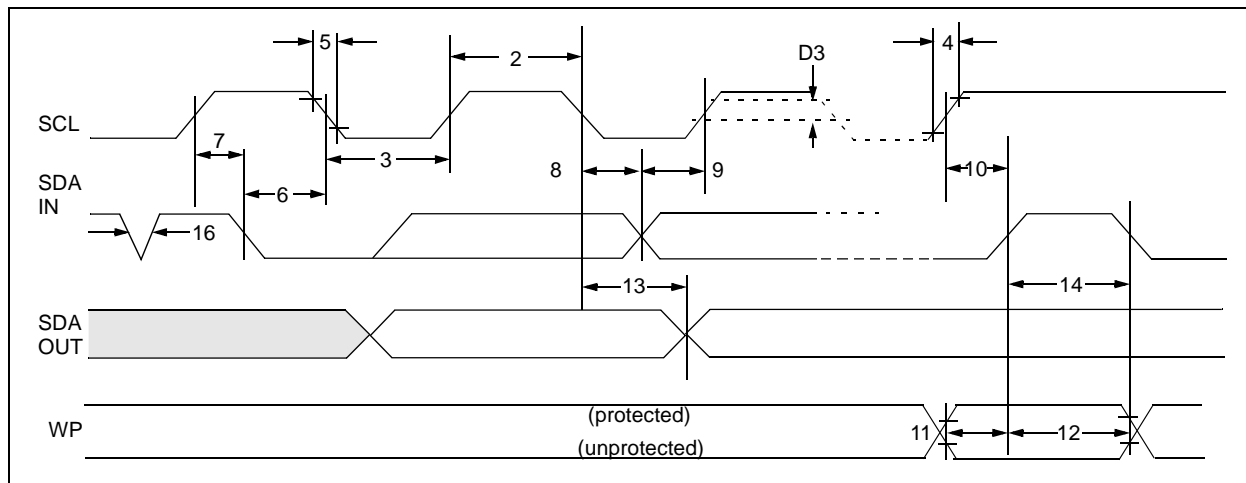 5
2
D3
4
SCL
7
3
8
9
10
SDA
IN
6
16
13
14
SDA
OUT
(protected)
WP
11
12
(unprotected)